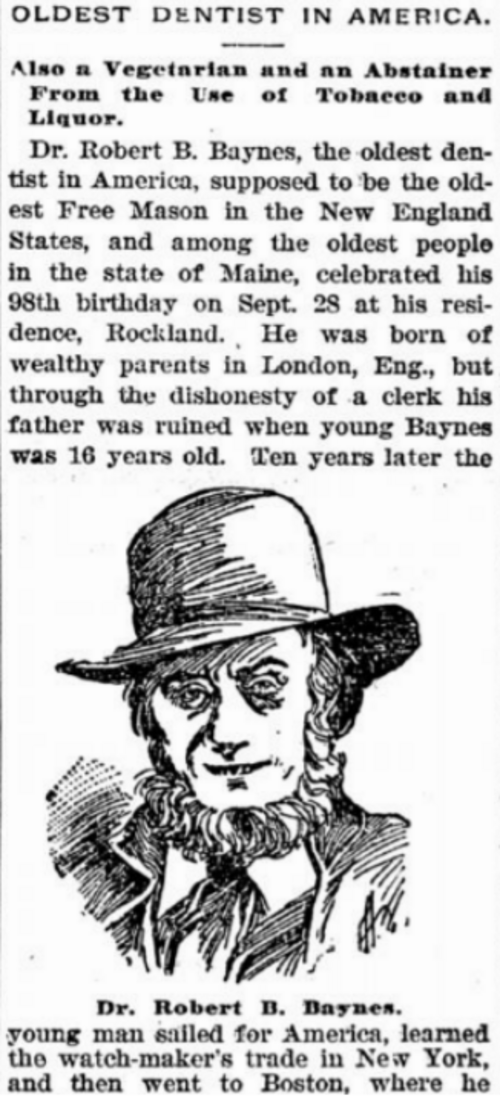 OLDEST DENTIST IN AMERICA.
Also a Vegetarian and an Abstainer
From the Use of Tobacco and
Liquor.
Dr. Robert B. Baynes, the oldest den-
tist in America, supposed to be the old-
est Free Mason in the New England
States, and among the oldest people
in the state of Maine, celebrated his
98th birthday on Sept. 28 at his resi-
dence, Rockland. He was born of
wealthy parents in London, Eng., but
through the dishonesty of a clerk his
father was ruined when young Baynes
was 16 years old. Ten years later the
Dr. Robert B. Baynes.
young man sailed for America, learned
the watch-maker's trade in New York,
and then went to Boston, where he